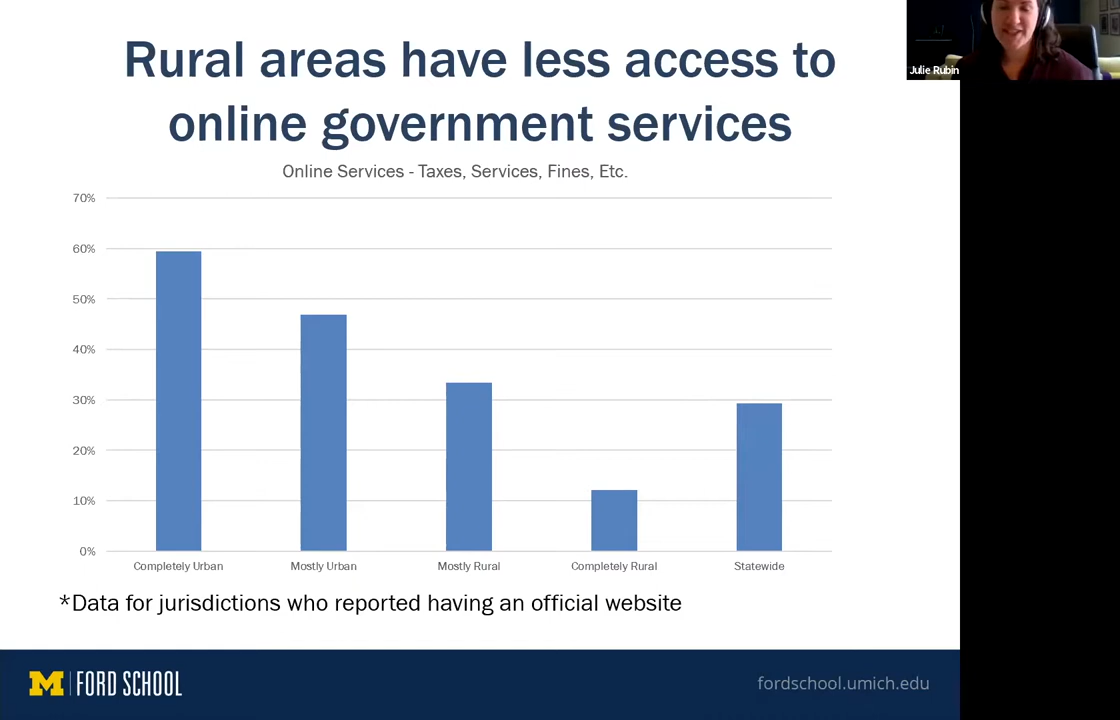 Rural areas have less access to
online government services
Julie Rubin
Online Services - Taxes, Services, Fines, Etc.
70%
60%
50%
40%
30%
20%
10%
0%
Completely Urban
Mostly Urban
Mostly Rural
Completely Rural
Statewide
*Data for jurisdictions who reported having an official website
M FORD SCHOOL
fordschool.umich.edu